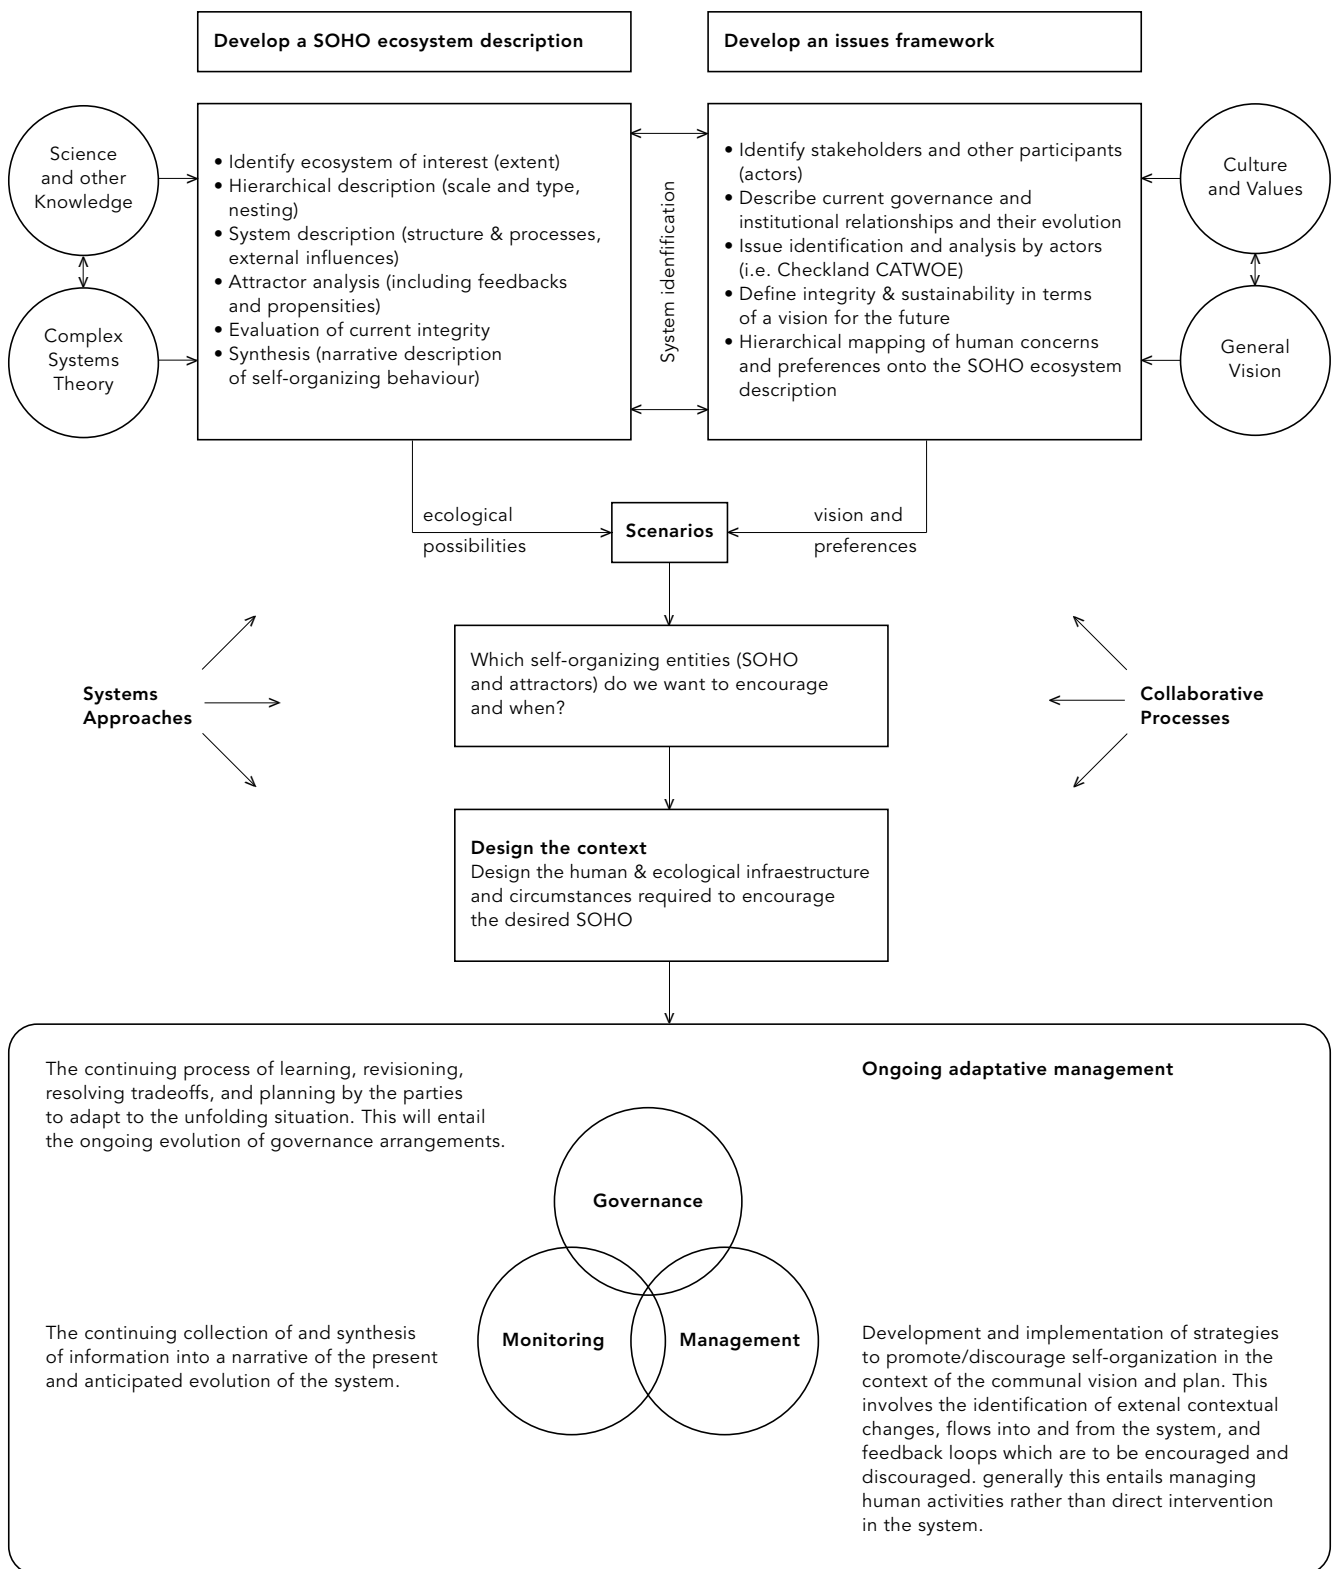 Develop a SOHO ecosystem description
Develop an issues framework
Science
and other
Knowledge
Complex
Systems
Theory
• Identify ecosystem of interest (extent)
• Hierarchical description (scale and type,
nesting)
• System description (structure & processes,
external influences)
• Attractor analysis (including feedbacks
and propensities)
• Evaluation of current integrity
• Synthesis (narrative description
of self-organizing behaviour)
System idenfification
• Identify stakeholders and other participants
(actors)
• Describe current governance and
institutional relationships and their evolution
• Issue identification and analysis by actors
(i.e. Checkland CATWOE)
• Define integrity & sustainability in terms
of a vision for the future
• Hierarchical mapping of human concerns
and preferences onto the SOHO ecosystem
description
Culture
and Values
General
Vision
ecological
possibilities
Scenarios
vision and
preferences
Systems
Approaches
Which self-organizing entities (SOHO
and attractors) do we want to encourage
and when?
Collaborative
Processes
Design the context
Design the human & ecological infraestructure
and circumstances required to encourage
the desired SOHO
The continuing process of learning, revisioning,
resolving tradeoffs, and planning by the parties
to adapt to the unfolding situation. This will entail
the ongoing evolution of governance arrangements.
Ongoing adaptative management
Governance
Monitoring
Management
The continuing collection of and synthesis
of information into a narrative of the present
and anticipated evolution of the system.
Development and implementation of strategies
to promote/discourage self-organization in the
context of the communal vision and plan. This
involves the identification of extenal contextual
changes, flows into and from the system, and
feedback loops which are to be encouraged and
discouraged. generally this entails managing
human activities rather than direct intervention
in the system.